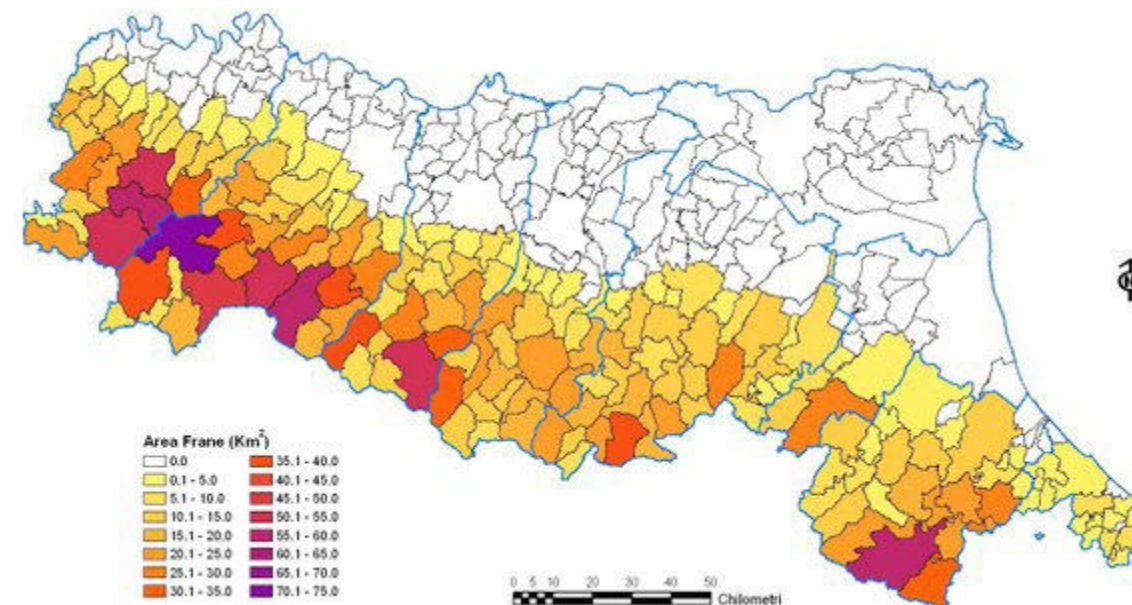 N
Area Frane (Km²)
0.0
0.1 - 5.0
5.1 - 10.0
10.1 - 15.0
15.1 - 20.0
20.1 - 25.0
25.1 - 30.0
30.1 - 35.0
35.1 - 40.0
40.1 - 45.0
45.1 - 50.0
50.1 - 55.0
55.1 - 60.0
60.1 - 65.0
65.1 - 70.0
70.1 - 75.0
0 5 10 20 30 40 50
Chilometri